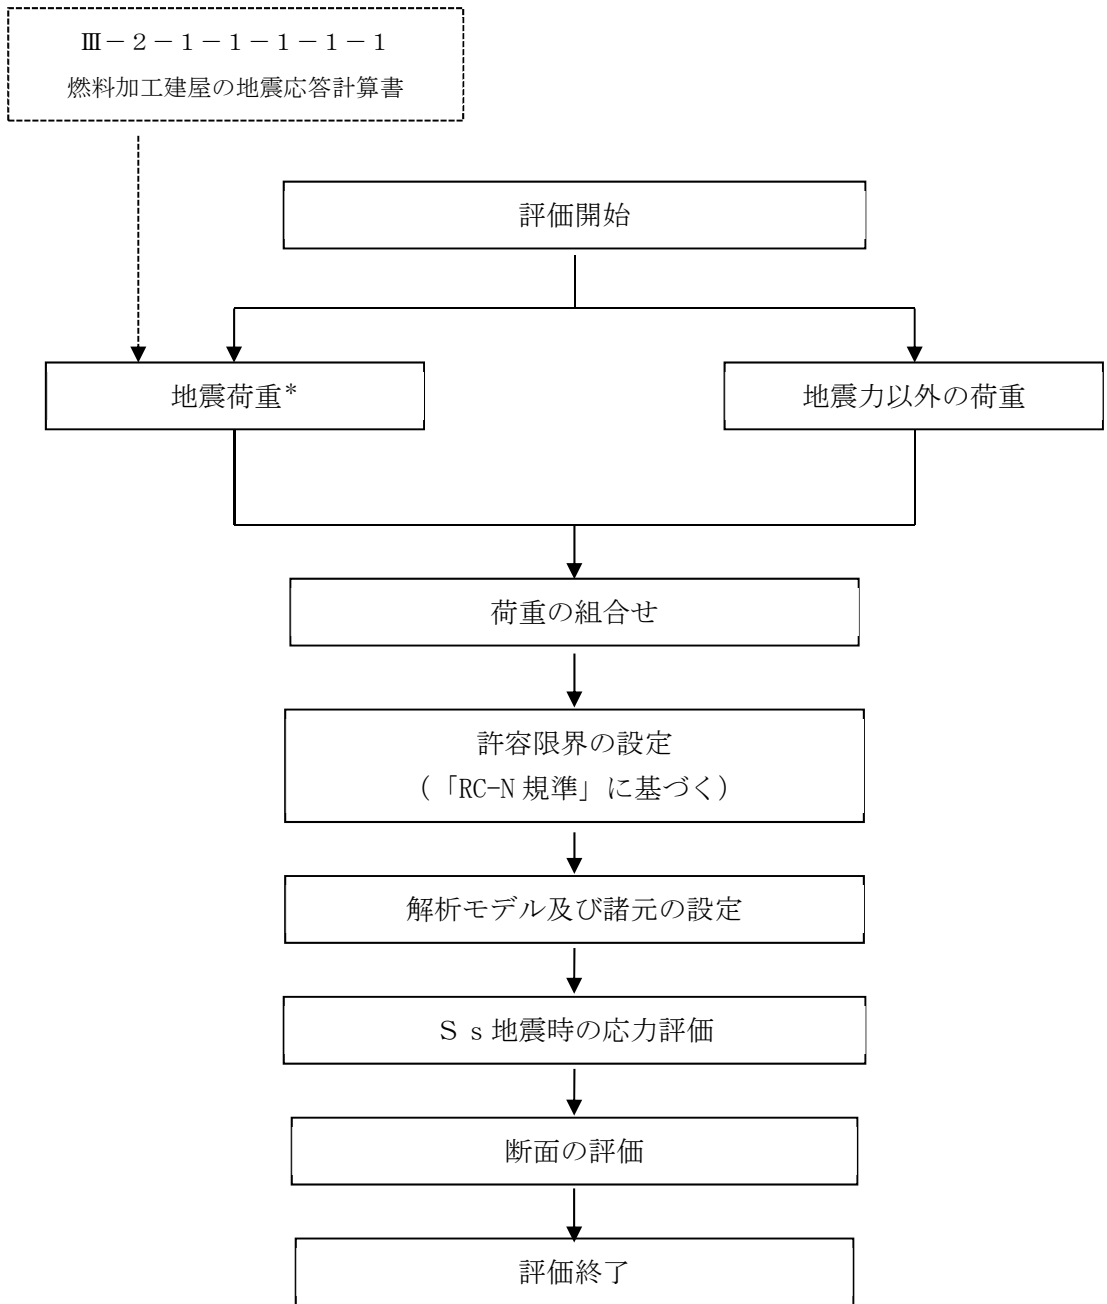 Ⅲ-2-1-1-1-1-1
燃料加工建屋の地震応答計算書
評価開始
地震荷重*
地震力以外の荷重
荷重の組合せ
許容限界の設定
(「RC-N 規準」に基づく)
解析モデル及び諸元の設定
Ss地震時の応力評価
断面の評価
評価終了